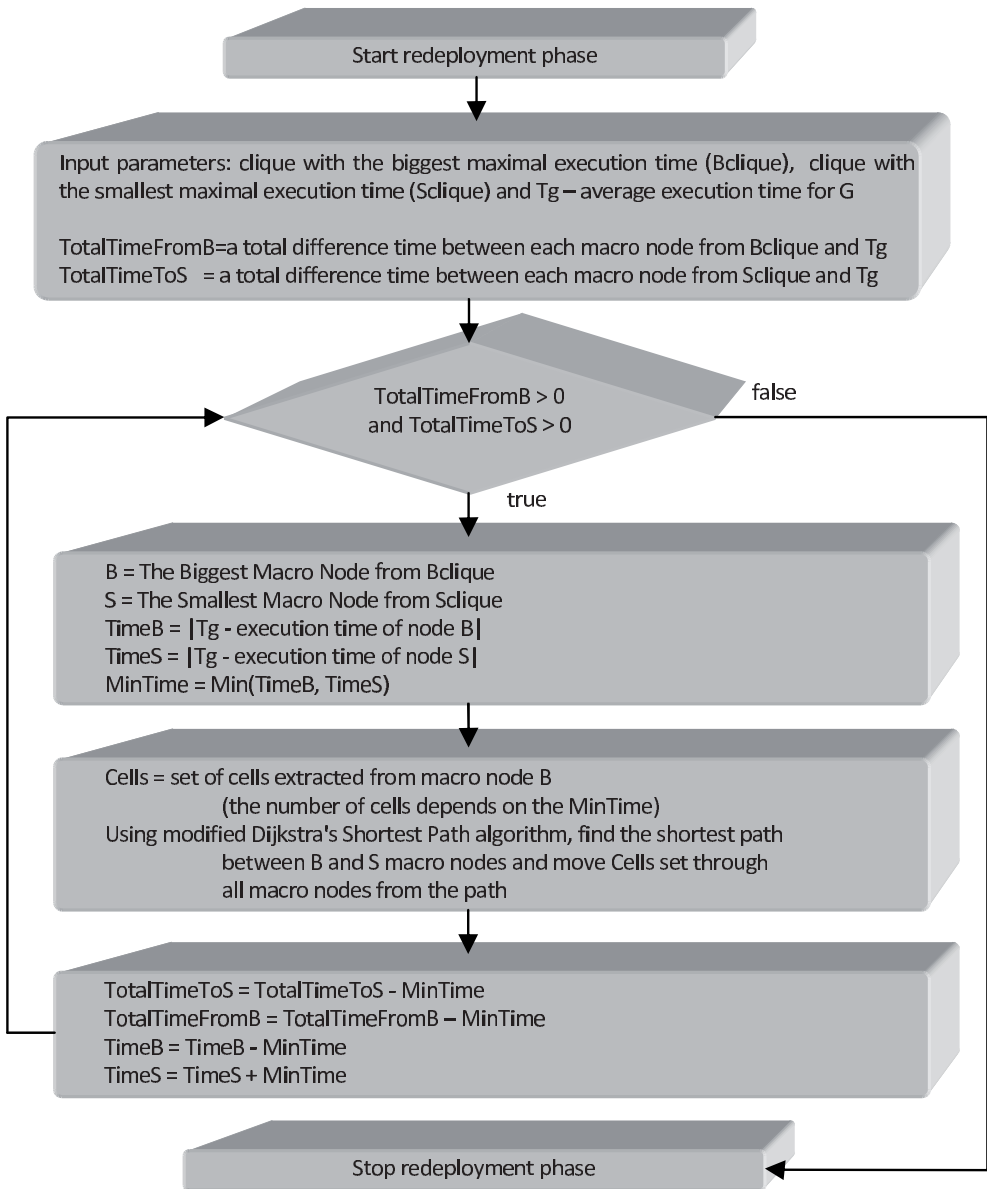 Start redeployment phase
Input parameters: clique with the biggest maximal execution time (Bclique), clique with
the smallest maximal execution time (Sclique) and Tg – average execution time for G
TotalTimeFromB=a total difference time between each macro node from Bclique and Tg
TotalTimeToS = a total difference time between each macro node from Sclique and Tg
TotalTimeFromB > 0
and TotalTimeToS > 0
false
true
B = The Biggest Macro Node from Bclique
S = The Smallest Macro Node from Sclique
TimeB = |Tg - execution time of node B|
TimeS = |Tg - execution time of node S|
MinTime = Min(TimeB, TimeS)
Cells = set of cells extracted from macro node B
(the number of cells depends on the MinTime)
Using modified Dijkstra's Shortest Path algorithm, find the shortest path
between B and S macro nodes and move Cells set through
all macro nodes from the path
TotalTimeToS = TotalTimeToS - MinTime
TotalTimeFromB = TotalTimeFromB – MinTime
TimeB = TimeB - MinTime
TimeS = TimeS + MinTime
Stop redeployment phase